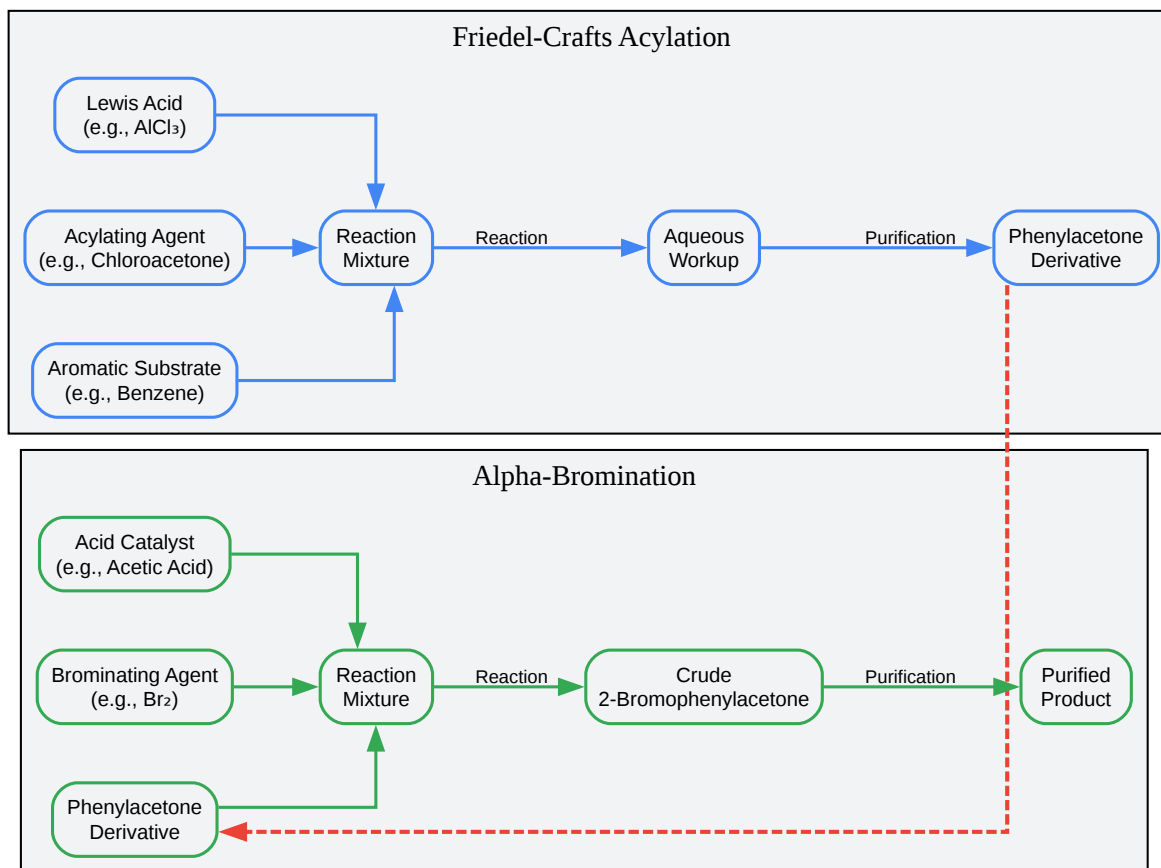 Friedel-Crafts Acylation
Lewis Acid
(e.g., AlCl₃)
Acylating Agent
(e.g., Chloroacetone)
Reaction
Mixture
Reaction
Aqueous
Workup
Purification
Phenylacetone
Derivative
Aromatic Substrate
(e.g., Benzene)
Alpha-Bromination
Acid Catalyst
(e.g., Acetic Acid)
Brominating Agent
(e.g., Br₂)
Reaction
Mixture
Reaction
Crude
2-Bromophenylacetone
Purification
Purified
Product
Phenylacetone
Derivative